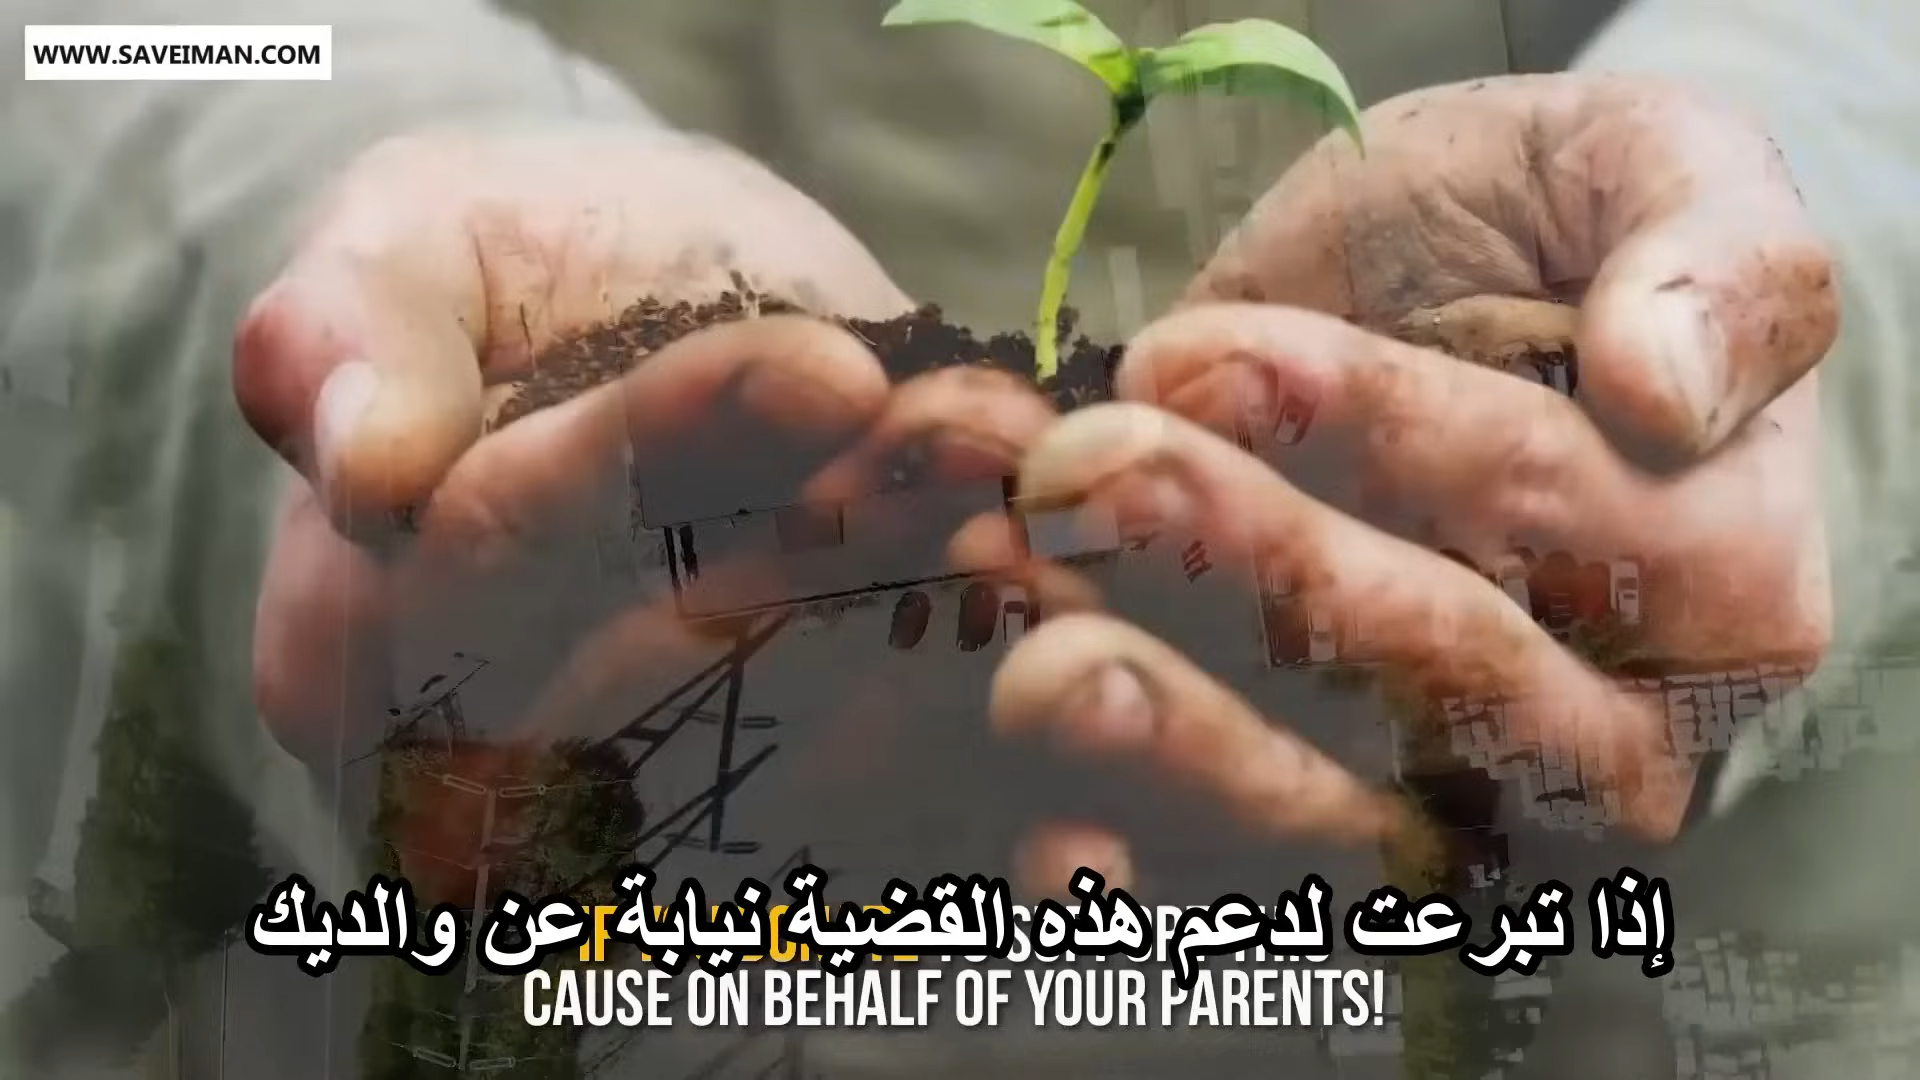 WWW.SAVEIMAN.COM
إذا تبرعت لدعم هذه القضية نيابة عن والديك
CAUSE ON BEHALF OF YOUR PARENTS!